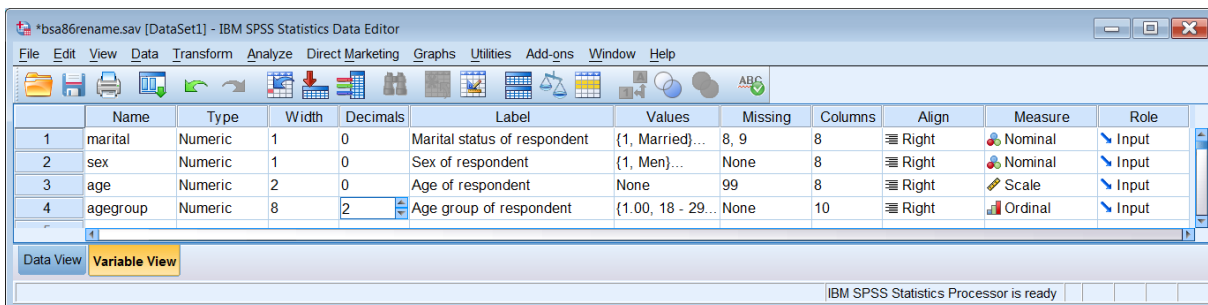 *bsa86rename.sav [DataSet1] - IBM SPSS Statistics Data Editor
File Edit View Data Transform Analyze Direct Marketing Graphs Utilities Add-ons Window Help
Name Type Width Decimals Label Values Missing Columns Align Measure Role
1 marital Numeric 1 0 Marital status of respondent {1, Married}... 8, 9 8 Right Nominal Input
2 sex Numeric 1 0 Sex of respondent {1, Men}... None 8 Right Nominal Input
3 age Numeric 2 0 Age of respondent None 99 8 Right Scale Input
4 agegroup Numeric 8 2 Age group of respondent {1.00, 18 - 29... None 10 Right Ordinal Input
Data View Variable View
IBM SPSS Statistics Processor is ready